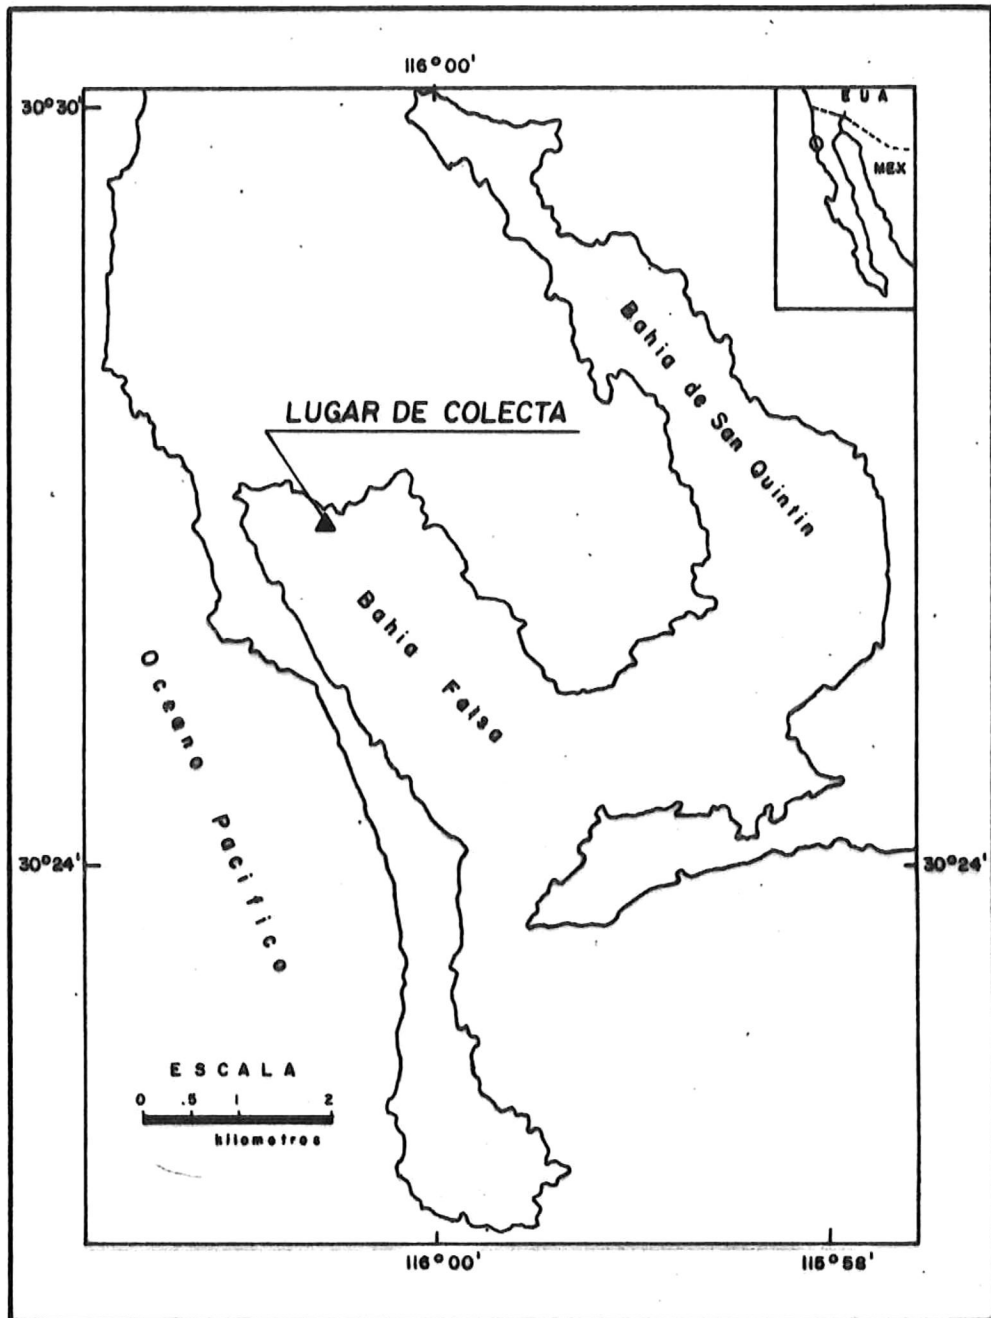 116°00'
30°30'
E U A
MEX
Bahia de San Quintin
LUGAR DE COLECTA
Bahia Falsa
Oceano Pacifico
30°24'
30°24'
ESCALA
0 .5 1 2
kilometros
116°00'
115°58'